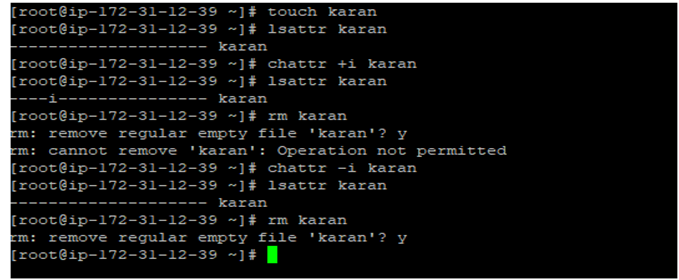 [root@ip-172-31-12-39 ~]# touch karan
[root@ip-172-31-12-39 ~]# lsattr karan
-------------------- karan
[root@ip-172-31-12-39 ~]# chattr +i karan
[root@ip-172-31-12-39 ~]# lsattr karan
----i--------------- karan
[root@ip-172-31-12-39 ~]# rm karan
rm: remove regular empty file 'karan'? y
rm: cannot remove 'karan': Operation not permitted
[root@ip-172-31-12-39 ~]# chattr -i karan
[root@ip-172-31-12-39 ~]# lsattr karan
-------------------- karan
[root@ip-172-31-12-39 ~]# rm karan
rm: remove regular empty file 'karan'? y
[root@ip-172-31-12-39 ~]#